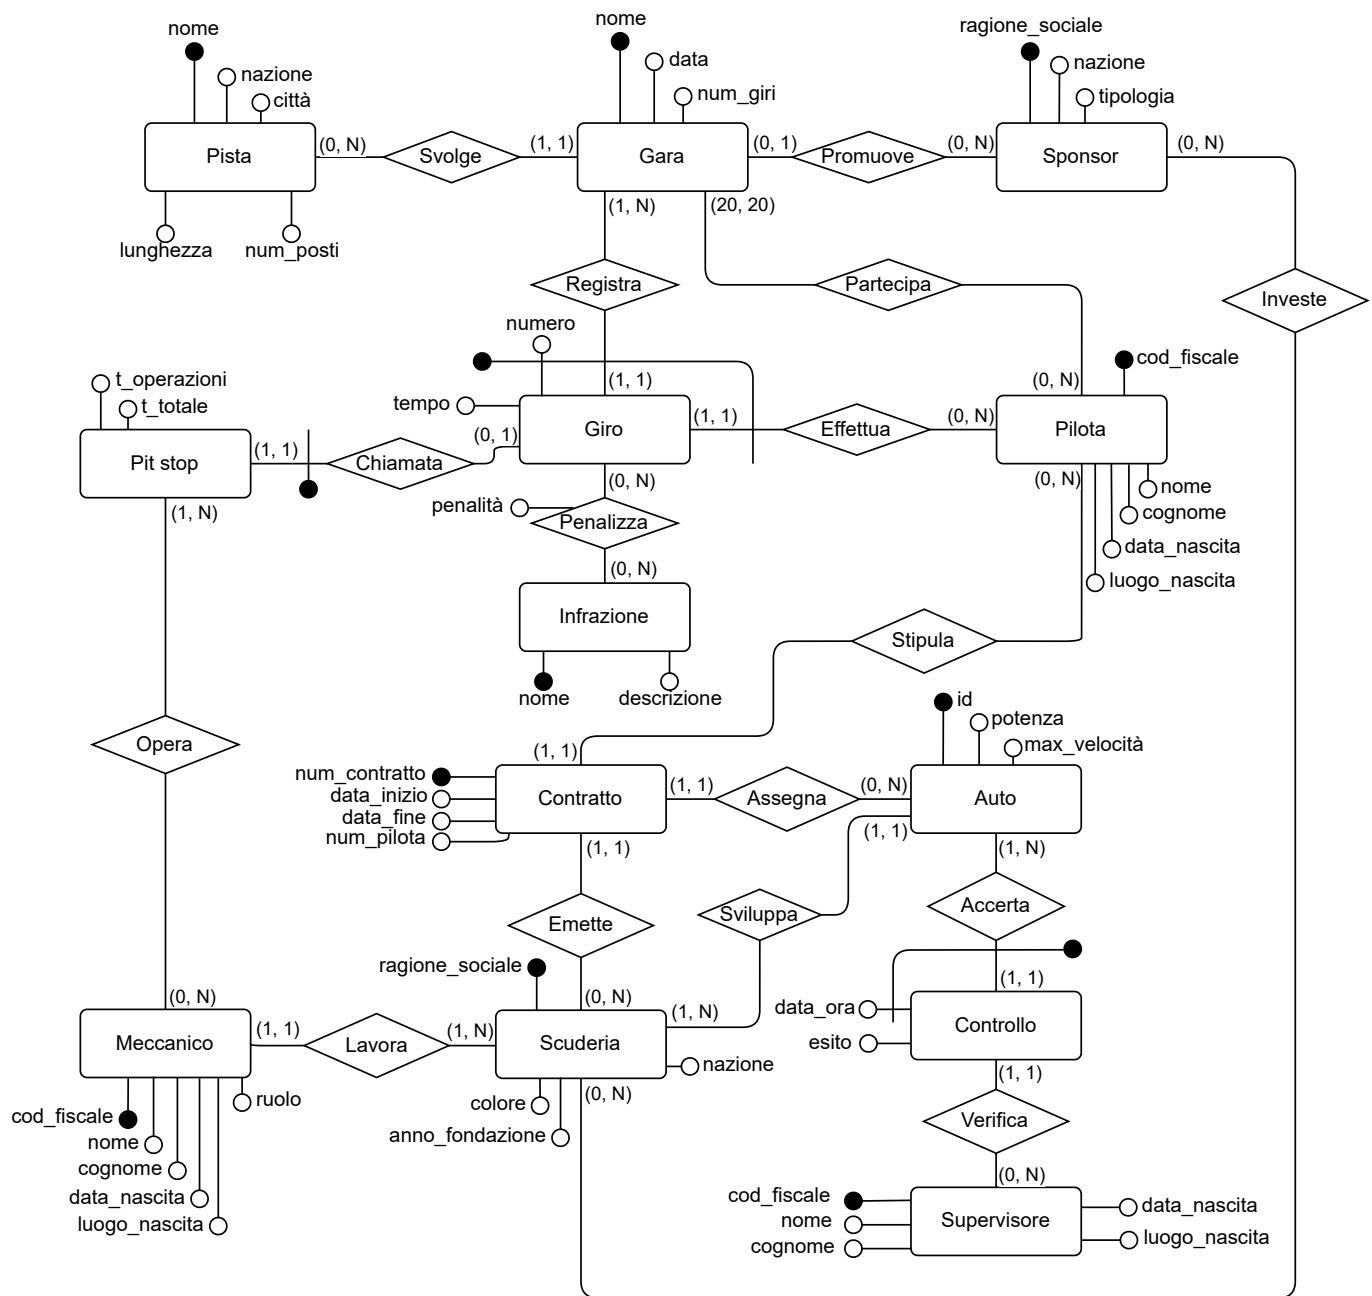 nome
nome
ragione_sociale
nazione
data
nazione
città
num_giri
tipologia
Pista
(0, N)
Svolge
(1, 1)
Gara
(0, 1)
Promuove
(0, N)
Sponsor
(0, N)
lunghezza
num_posti
(1, N)
(20, 20)
Registra
Partecipa
Investe
numero
cod_fiscale
t_operazioni
t_totale
tempo
(1, 1)
(0, N)
Pit stop
(1, 1)
Chiamata
(0, 1)
Giro
(1, 1)
Effettua
(0, N)
Pilota
(1, N)
(0, N)
(0, N)
nome
penalità
Penalizza
cognome
data_nascita
(0, N)
luogo_nascita
Infrazione
Stipula
nome
descrizione
id
potenza
Opera
(1, 1)
max_velocità
num_contratto
data_inizio
data_fine
num_pilota
Contratto
(1, 1)
Assegna
(0, N)
Auto
(1, 1)
(1, 1)
(1, N)
Emette
Sviluppa
Accerta
ragione_sociale
(0, N)
(0, N)
(1, N)
(1, 1)
data_ora
Controllo
Meccanico
(1, 1)
Lavora
(1, N)
Scuderia
esito
nazione
(1, 1)
cod_fiscale
ruolo
colore
(0, N)
nome
anno_fondazione
Verifica
cognome
(0, N)
data_nascita
cod_fiscale
data_nascita
luogo_nascita
nome
Supervisore
cognome
luogo_nascita